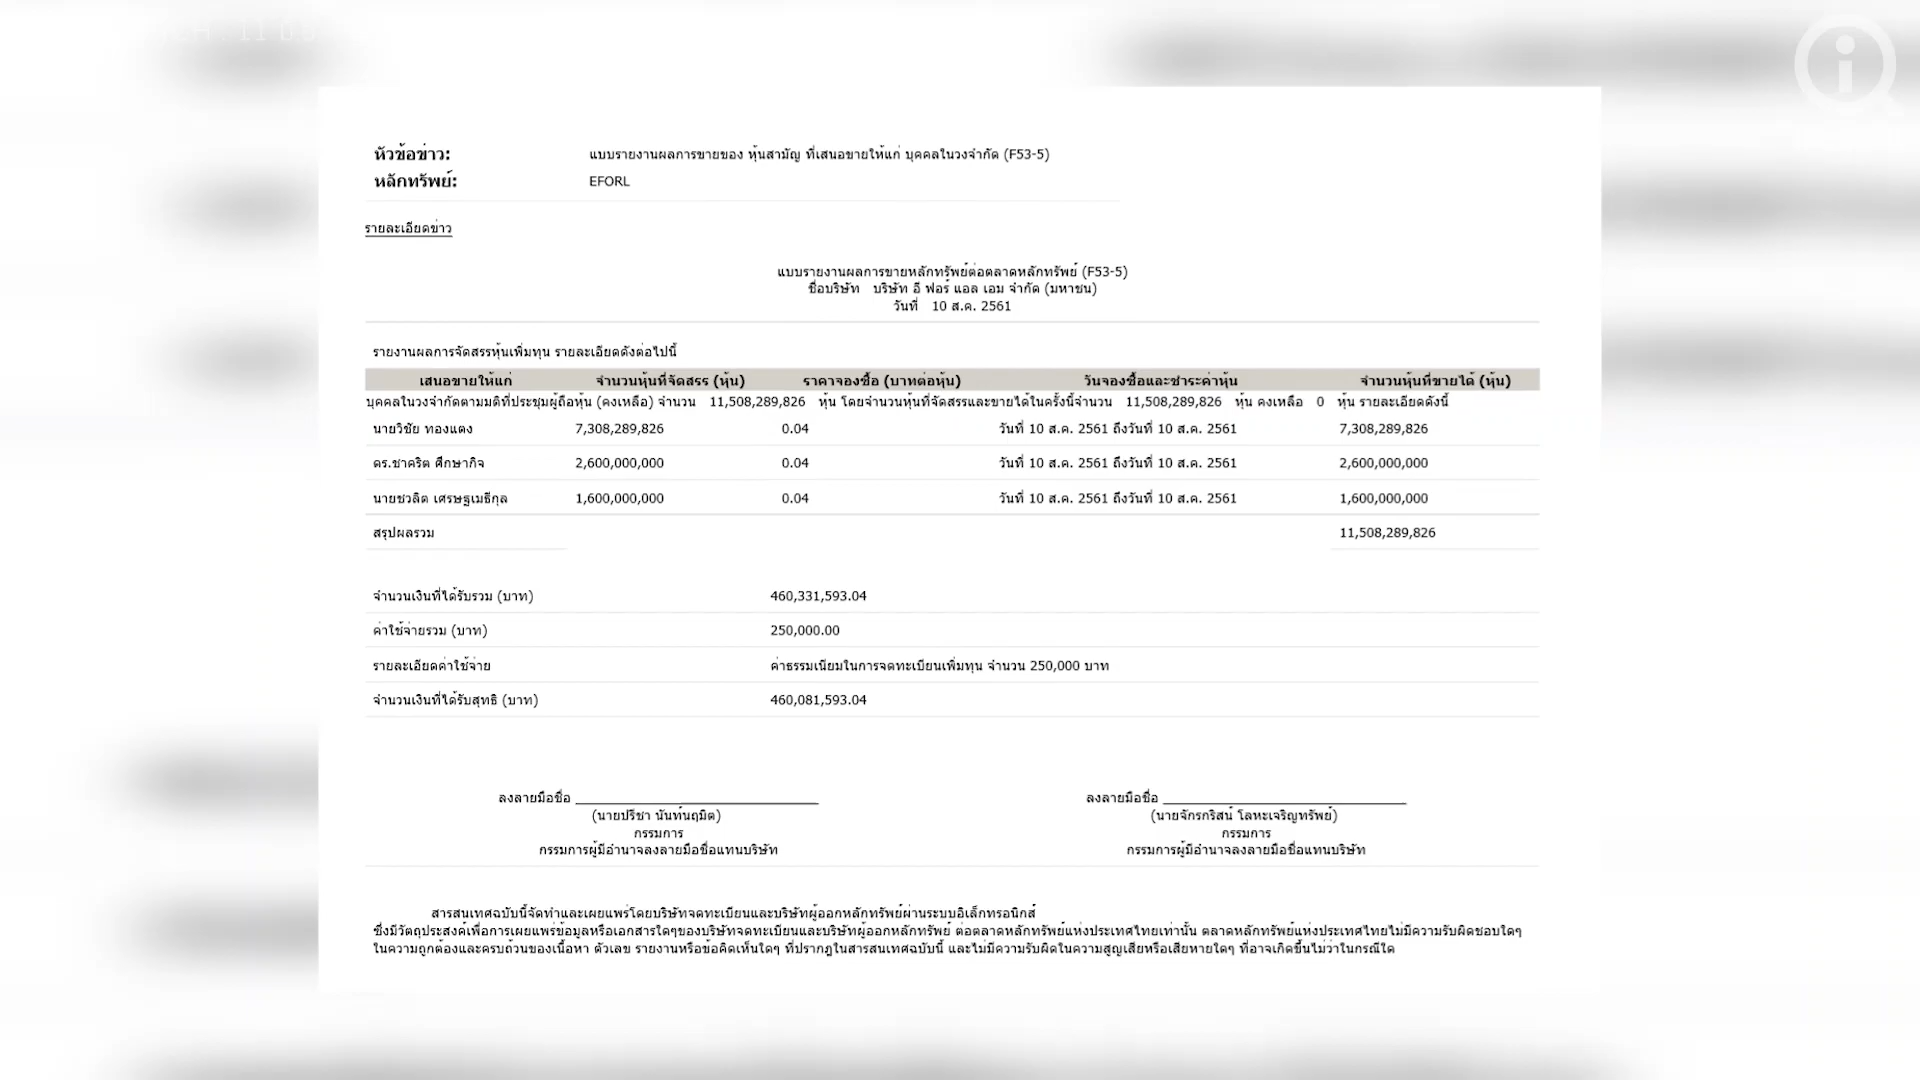 หัวข้อข่าว: แบบรายงานผลการขายของ หุ้นสามัญ ที่เสนอขายให้แก่ บุคคลในวงจำกัด (F53-5)
หลักทรัพย์: EFORL
รายละเอียดข่าว
แบบรายงานผลการขายหลักทรัพย์ต่อตลาดหลักทรัพย์ (F53-5)
ชื่อบริษัท บริษัท อี ฟอร์ แอล เอม จำกัด (มหาชน)
วันที่ 10 ส.ค. 2561
รายงานผลการจัดสรรหุ้นเพิ่มทุน รายละเอียดดังต่อไปนี้
เสนอขายให้แก่ จำนวนหุ้นที่จัดสรร (หุ้น) ราคาจองซื้อ (บาทต่อหุ้น) วันจองซื้อและชำระค่าหุ้น จำนวนหุ้นที่ขายได้ (หุ้น)
บุคคลในวงจำกัดตามมติที่ประชุมผู้ถือหุ้น (คงเหลือ) จำนวน 11,508,289,826 หุ้น โดยจำนวนหุ้นที่จัดสรรและขายได้ในครั้งนี้จำนวน 11,508,289,826 หุ้น คงเหลือ 0 หุ้น รายละเอียดดังนี้
นายวิชัย ทองแตง 7,308,289,826 0.04 วันที่ 10 ส.ค. 2561 ถึงวันที่ 10 ส.ค. 2561 7,308,289,826
ดร.ชาคริต ศึกษากิจ 2,600,000,000 0.04 วันที่ 10 ส.ค. 2561 ถึงวันที่ 10 ส.ค. 2561 2,600,000,000
นายชวลิต เศรษฐเมธีกุล 1,600,000,000 0.04 วันที่ 10 ส.ค. 2561 ถึงวันที่ 10 ส.ค. 2561 1,600,000,000
สรุปผลรวม 11,508,289,826
จำนวนเงินที่ได้รับรวม (บาท) 460,331,593.04
ค่าใช้จ่ายรวม (บาท) 250,000.00
รายละเอียดค่าใช้จ่าย ค่าธรรมเนียมในการจดทะเบียนเพิ่มทุน จำนวน 250,000 บาท
จำนวนเงินที่ได้รับสุทธิ (บาท) 460,081,593.04
ลงลายมือชื่อ ลงลายมือชื่อ
(นายปรีชา นันท์นฤมิต) (นายจักรกริสน์ โลหะเจริญทรัพย์)
กรรมการ กรรมการ
กรรมการผู้มีอำนาจลงลายมือชื่อแทนบริษัท กรรมการผู้มีอำนาจลงลายมือชื่อแทนบริษัท
สารสนเทศฉบับนี้จัดทำและเผยแพร่โดยบริษัทจดทะเบียนและบริษัทผู้ออกหลักทรัพย์ผ่านระบบอิเล็กทรอนิกส์
ซึ่งมีวัตถุประสงค์เพื่อการเผยแพร่ข้อมูลหรือเอกสารใดๆของบริษัทจดทะเบียนและบริษัทผู้ออกหลักทรัพย์ ต่อตลาดหลักทรัพย์แห่งประเทศไทยเท่านั้น ตลาดหลักทรัพย์แห่งประเทศไทยไม่มีความรับผิดชอบใดๆ
ในความถูกต้องและครบถ้วนของเนื้อหา ตัวเลข รายงานหรือข้อคิดเห็นใดๆ ที่ปรากฎในสารสนเทศฉบับนี้ และไม่มีความรับผิดในความสูญเสียหรือเสียหายใดๆ ที่อาจเกิดขึ้นไม่ว่าในกรณีใด